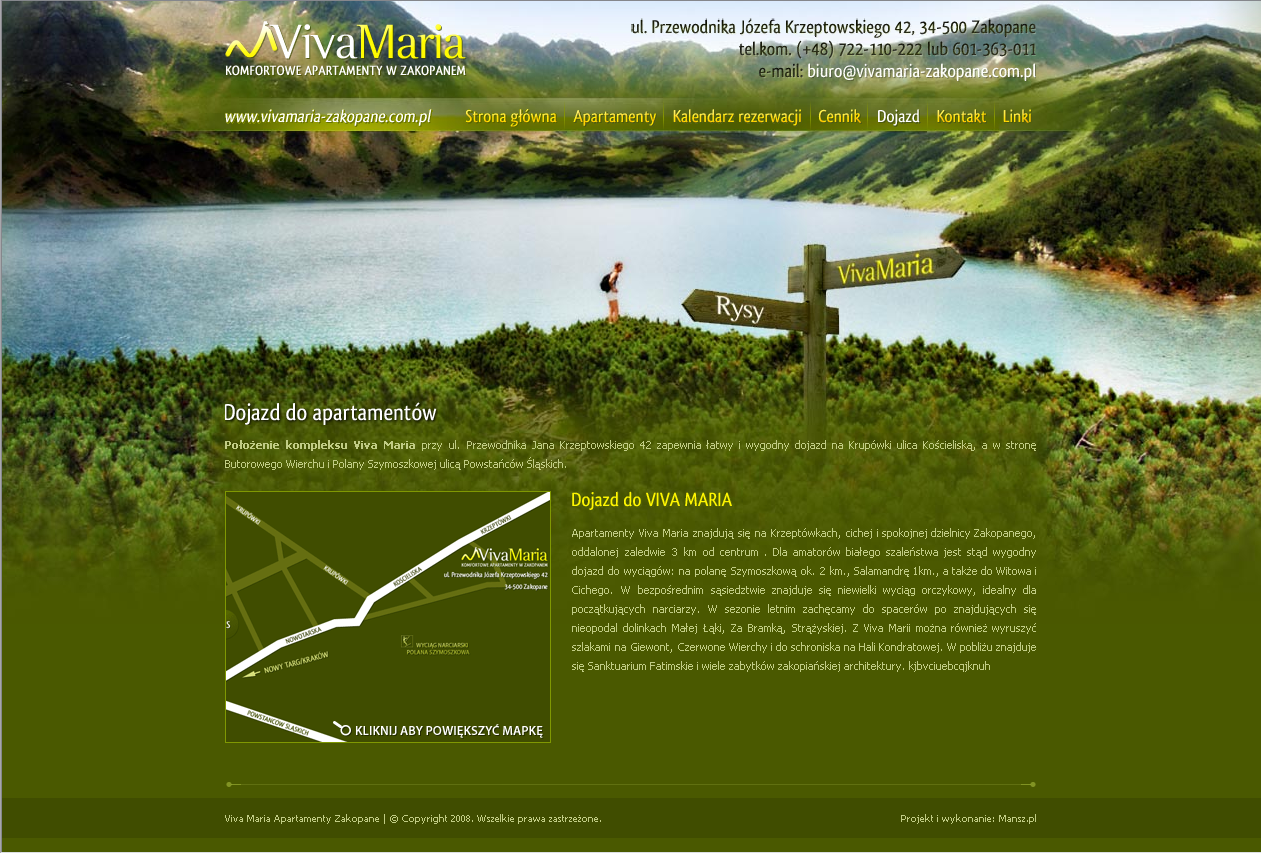 VivaMaria
KOMFORTOWE APARTAMENTY W ZAKOPANEM
ul. Przewodnika Józefa Krzeptowskiego 42, 34-500 Zakopane
tel.kom. (+48) 722-110-222 lub 601-363-011
e-mail: biuro@vivamaria-zakopane.com.pl
www.vivamaria-zakopane.com.pl
Strona główna Apartamenty Kalendarz rezerwacji Cennik Dojazd Kontakt Linki
VivaMaria
Rysy
Dojazd do apartamentów
Położenie kompleksu Viva Maria przy ul. Przewodnika Jana Krzeptowskiego 42 zapewnia łatwy i wygodny dojazd na Krupówki ulica Kościeliską, a w stronę
Butorowego Wierchu i Polany Szymoszkowej ulicą Powstańców Śląskich.
KRUPÓWKI
KRUPÓWKI
KRZEPTÓWKI
KOŚCIELISKA
NOWOTARSKA
VivaMaria
KOMFORTOWE APARTAMENTY W ZAKOPANEM
ul. Przewodnika Józefa Krzeptowskiego 42
34-500 Zakopane
S
WYCIĄG NARCIARSKI
POLANA SZYMOSZKOWA
NOWY TARG/KRAKÓW
POWSTAŃCÓW ŚLĄSKICH
KLIKNIJ ABY POWIĘKSZYĆ MAPKĘ
Dojazd do VIVA MARIA
Apartamenty Viva Maria znajdują się na Krzeptówkach, cichej i spokojnej dzielnicy Zakopanego,
oddalonej zaledwie 3 km od centrum . Dla amatorów białego szaleństwa jest stąd wygodny
dojazd do wyciągów: na polanę Szymoszkową ok. 2 km., Salamandrę 1km., a także do Witowa i
Cichego. W bezpośrednim sąsiedztwie znajduje się niewielki wyciąg orczykowy, idealny dla
początkujących narciarzy. W sezonie letnim zachęcamy do spacerów po znajdujących się
nieopodal dolinkach Małej Łąki, Za Bramką, Strążyskiej. Z Viva Marii można również wyruszyć
szlakami na Giewont, Czerwone Wierchy i do schroniska na Hali Kondratowej. W pobliżu znajduje
się Sanktuarium Fatimskie i wiele zabytków zakopiańskiej architektury. kjbvciuebcqjknuh
Viva Maria Apartamenty Zakopane | © Copyright 2008. Wszelkie prawa zastrzeżone.
Projekt i wykonanie: Mansz.pl